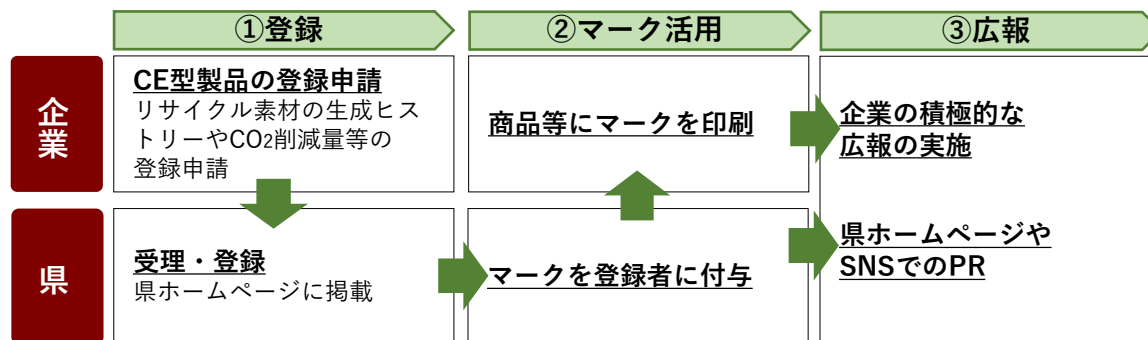 ①登録
②マーク活用
③広報
企業
CE型製品の登録申請
リサイクル素材の生成ヒス
トリーやCO2削減量等の
登録申請
商品等にマークを印刷
企業の積極的な
広報の実施
県
受理・登録
県ホームページに掲載
マークを登録者に付与
県ホームページや
SNSでのPR